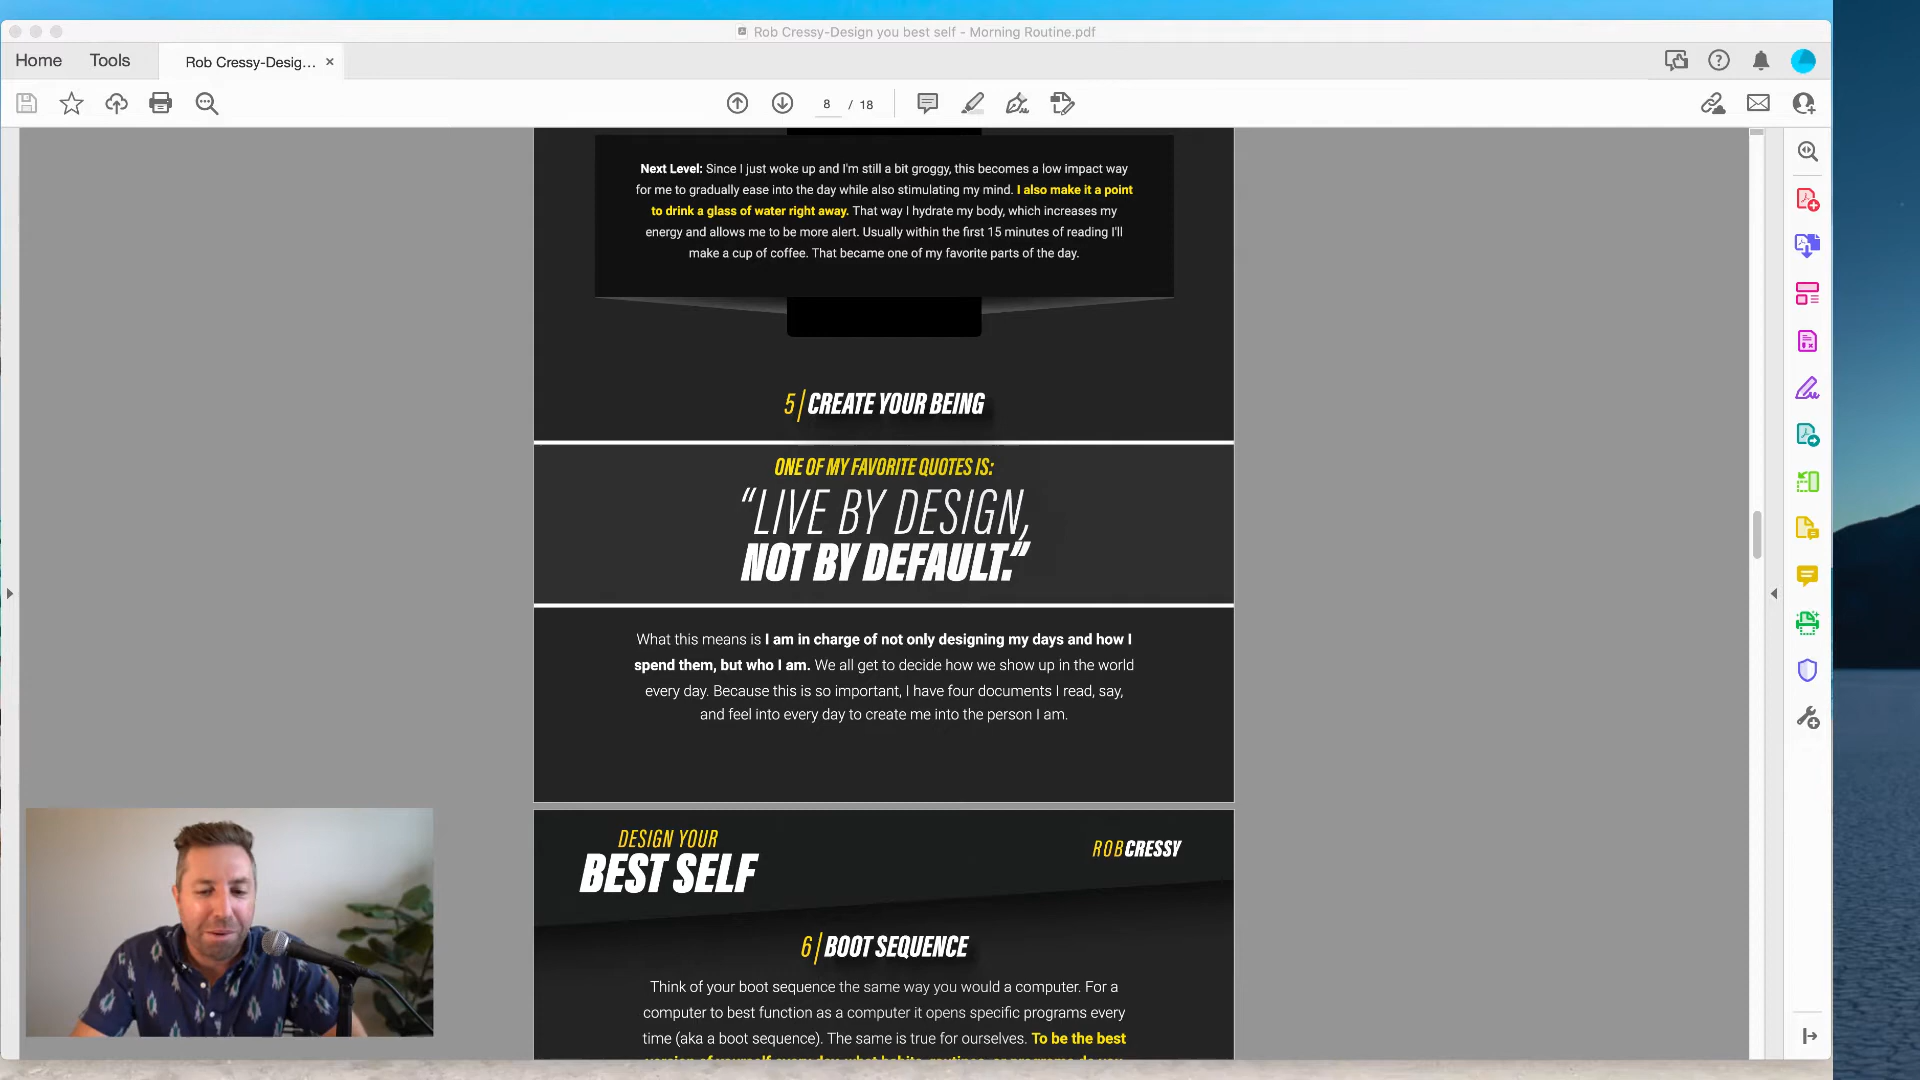 Rob Cressy-Design you best self - Morning Routine.pdf
Home
Tools
Rob Cressy-Desig... ×
8 / 18
Next Level: Since I just woke up and I'm still a bit groggy, this becomes a low impact way
for me to gradually ease into the day while also stimulating my mind. I also make it a point
to drink a glass of water right away. That way I hydrate my body, which increases my
energy and allows me to be more alert. Usually within the first 15 minutes of reading I'll
make a cup of coffee. That became one of my favorite parts of the day.
5 | CREATE YOUR BEING
ONE OF MY FAVORITE QUOTES IS:
“LIVE BY DESIGN,
NOT BY DEFAULT.”
What this means is I am in charge of not only designing my days and how I
spend them, but who I am. We all get to decide how we show up in the world
every day. Because this is so important, I have four documents I read, say,
and feel into every day to create me into the person I am.
DESIGN YOUR
BEST SELF
ROBCRESSY
6 | BOOT SEQUENCE
Think of your boot sequence the same way you would a computer. For a
computer to best function as a computer it opens specific programs every
time (aka a boot sequence). The same is true for ourselves. To be the best